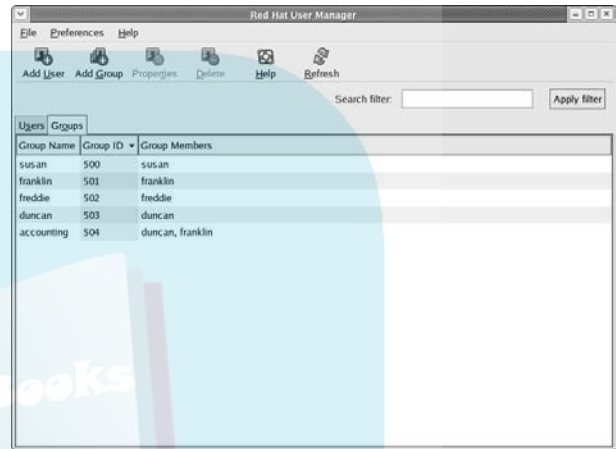 Red Hat User Manager
File Preferences Help
Add User Add Group Properties Delete Help Refresh
Search filter: Apply filter
Users Groups
Group Name Group ID Group Members
susan 500 susan
franklin 501 franklin
freddie 502 freddie
duncan 503 duncan
accounting 504 duncan, franklin
ooks